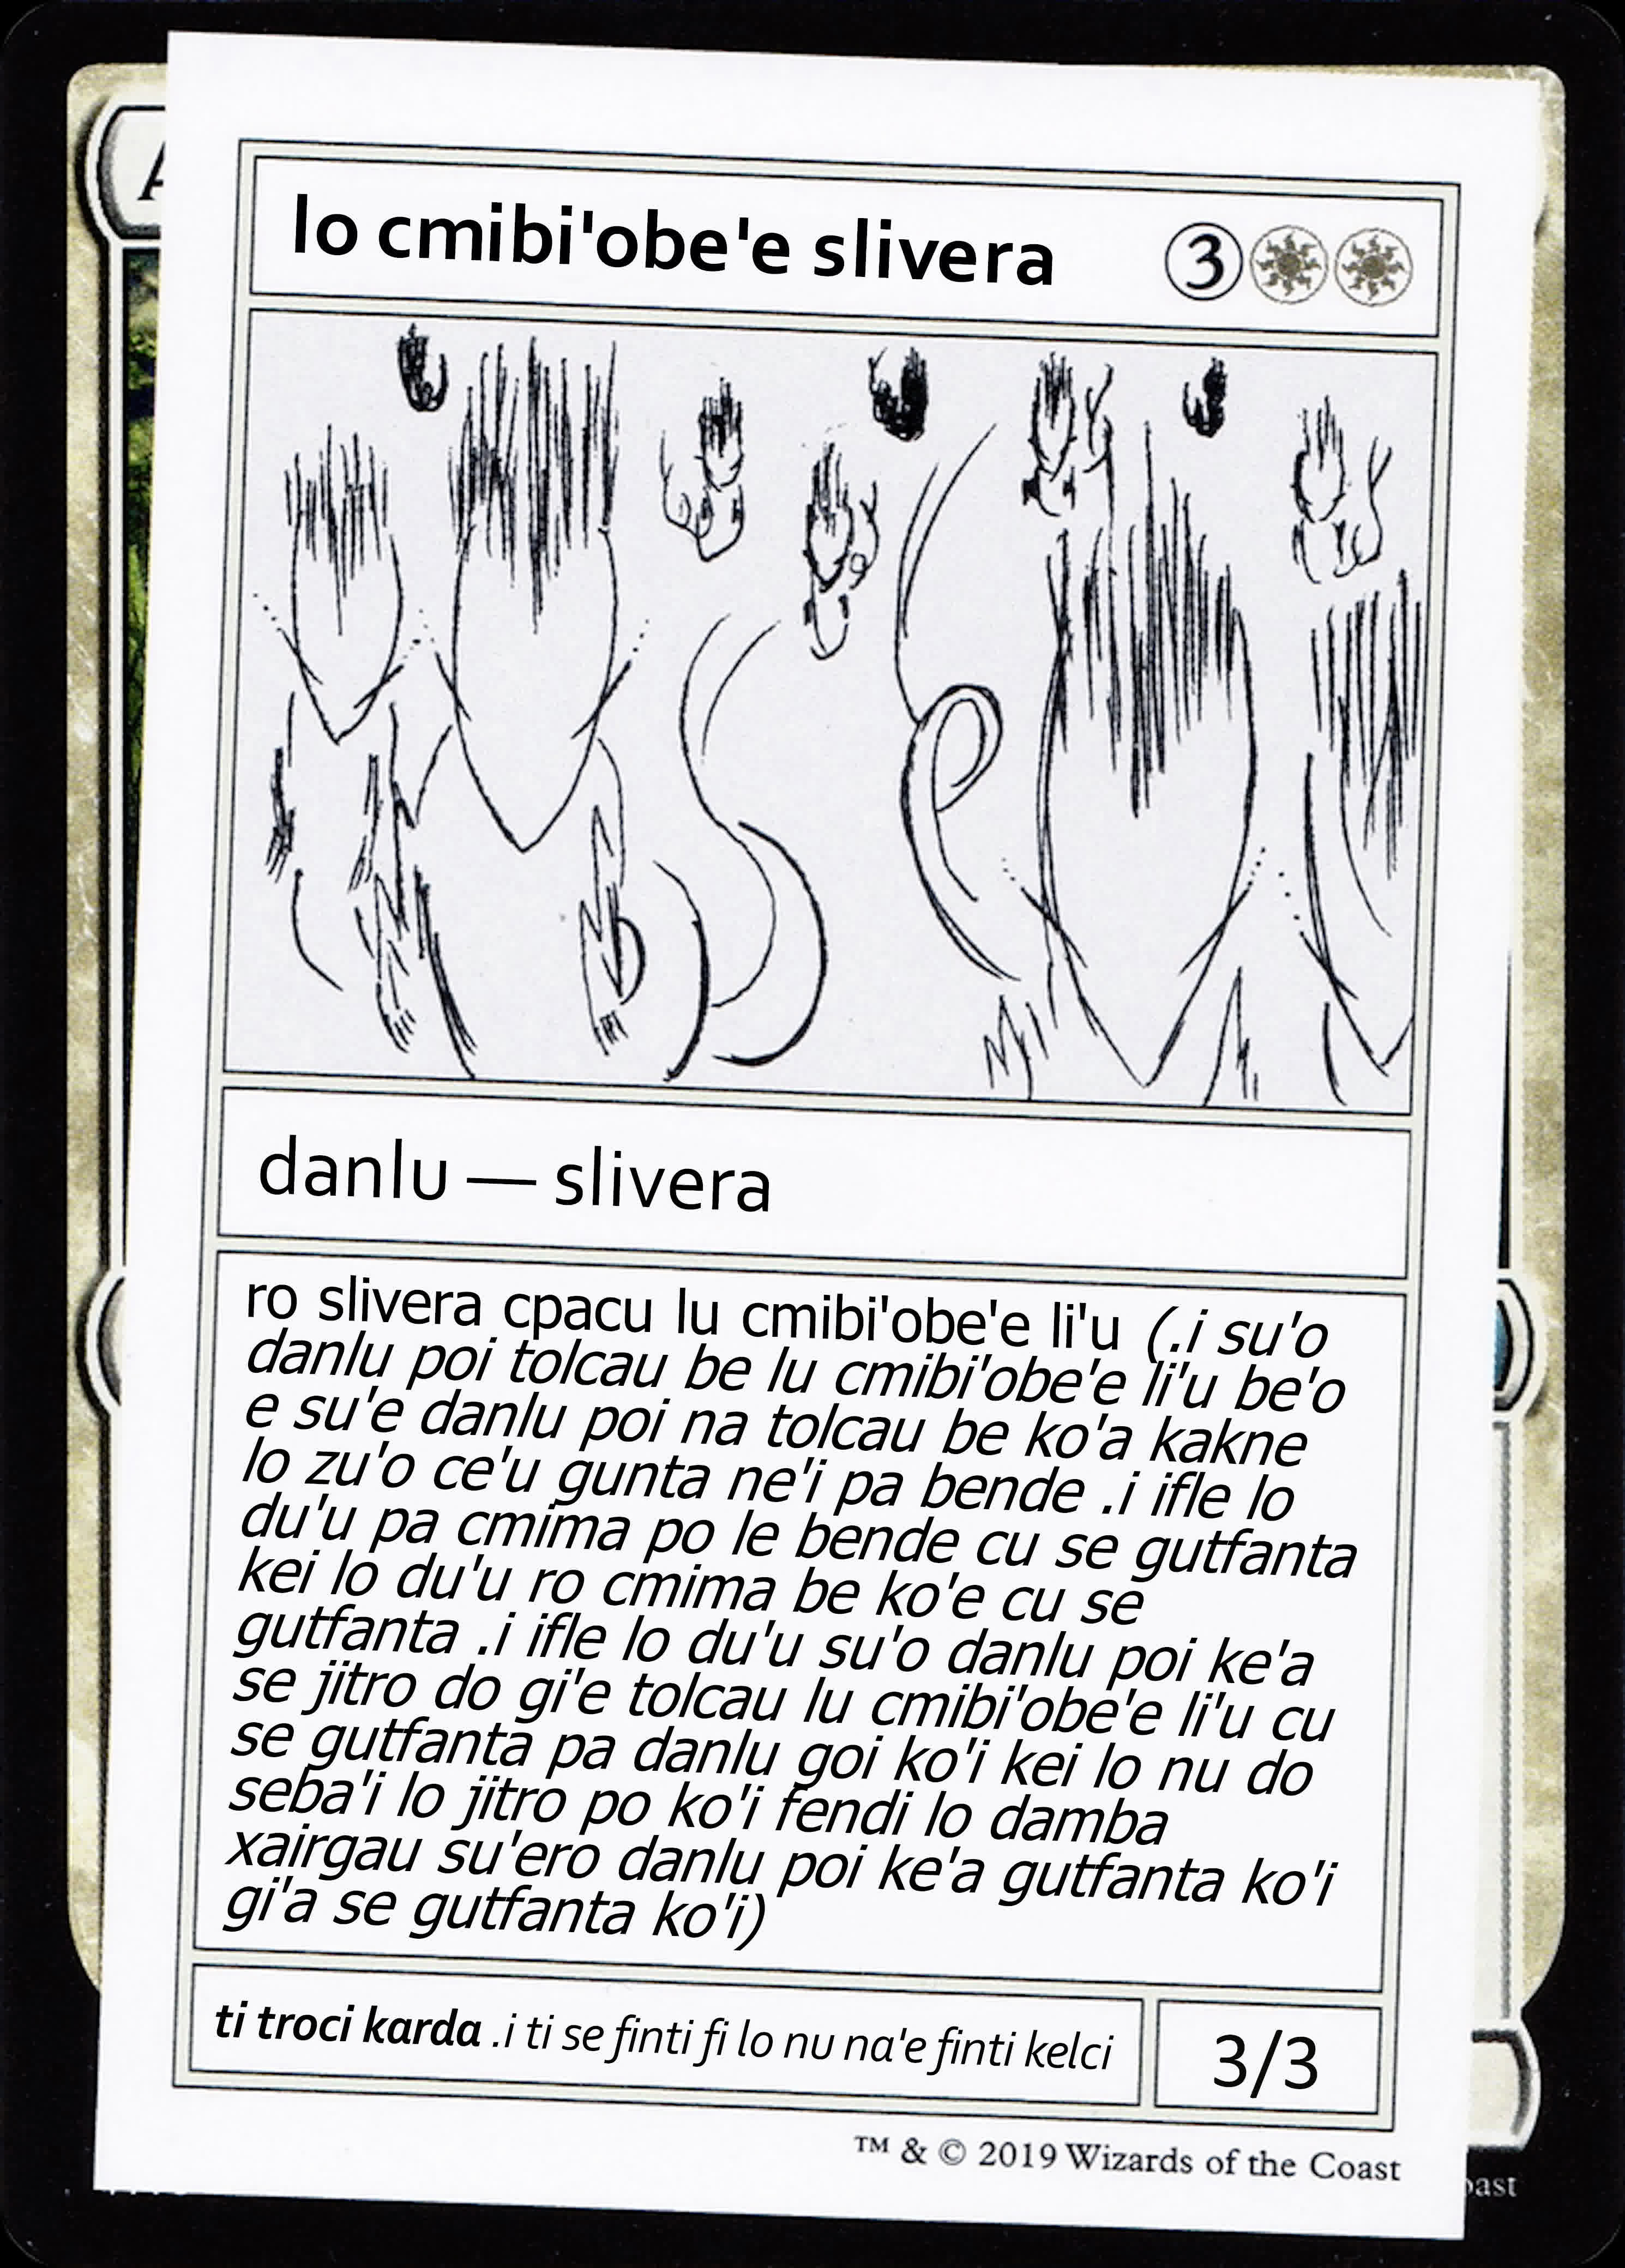 lo cmibi'obe'e slivera 3
danlu — slivera
ro slivera cpacu lu cmibi'obe'e li'u (.i su'o
danlu poi tolcau be lu cmibi'obe'e li'u be'o
e su'e danlu poi na tolcau be ko'a kakne
lo zu'o ce'u gunta ne'i pa bende .i ifle lo
du'u pa cmima po le bende cu se gutfanta
kei lo du'u ro cmima be ko'e cu se
gutfanta .i ifle lo du'u su'o danlu poi ke'a
se jitro do gi'e tolcau lu cmibi'obe'e li'u cu
se gutfanta pa danlu goi ko'i kei lo nu do
seba'i lo jitro po ko'i fendi lo damba
xairgau su'ero danlu poi ke'a gutfanta ko'i
gi'a se gutfanta ko'i)
ti troci karda .i ti se finti fi lo nu na'e finti kelci
3/3
™ & © 2019 Wizards of the Coast